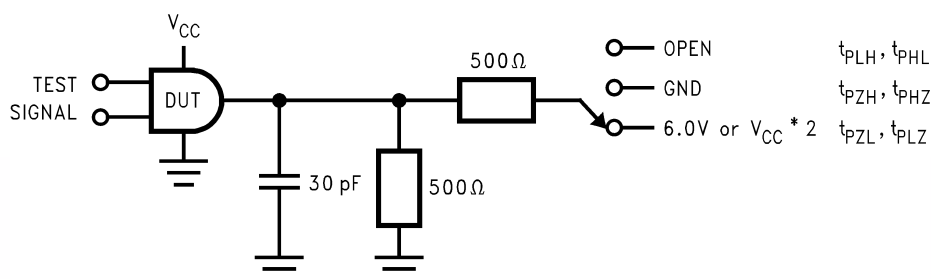 V_CC
500Ω
OPEN t_PLH, t_PHL
TEST
SIGNAL
DUT
GND t_PZH, t_PHZ
6.0V or V_CC * 2 t_PZL, t_PLZ
30 pF
500Ω